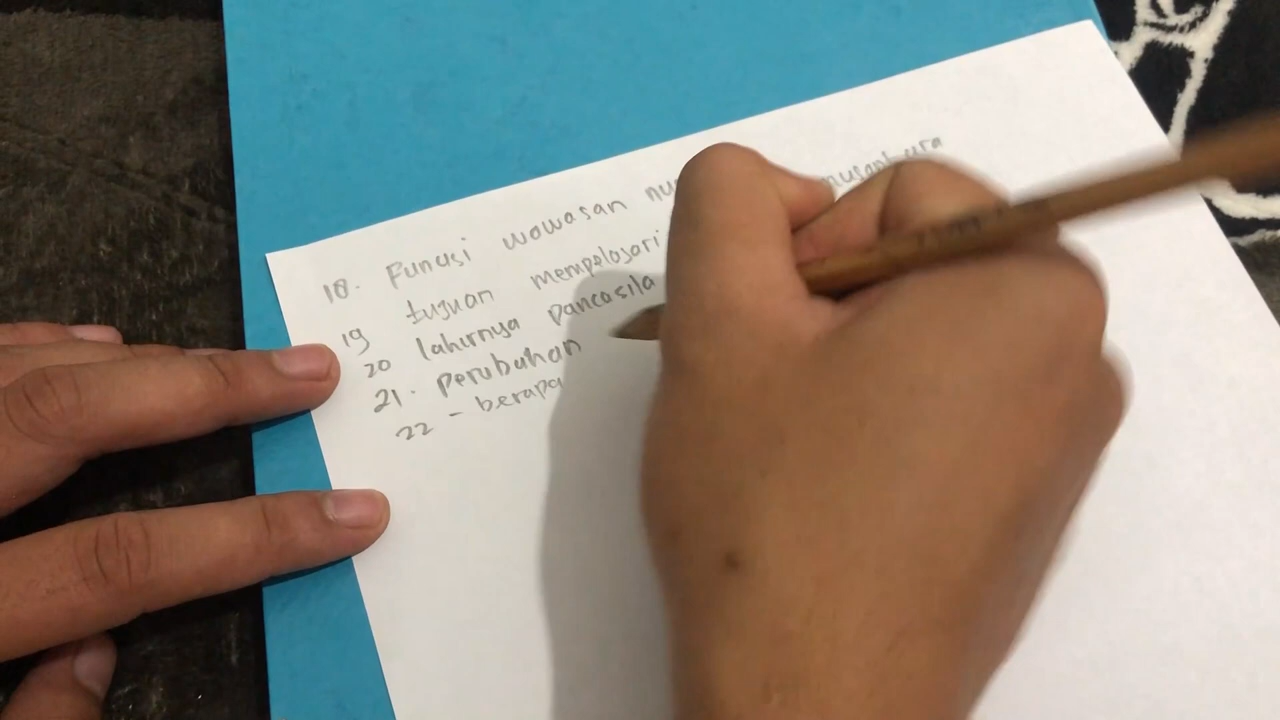 18. Fungsi wawasan nusantara
19 tujuan mempelajari
20 lahirnya pancasila
21. perubahan
22 - berapa